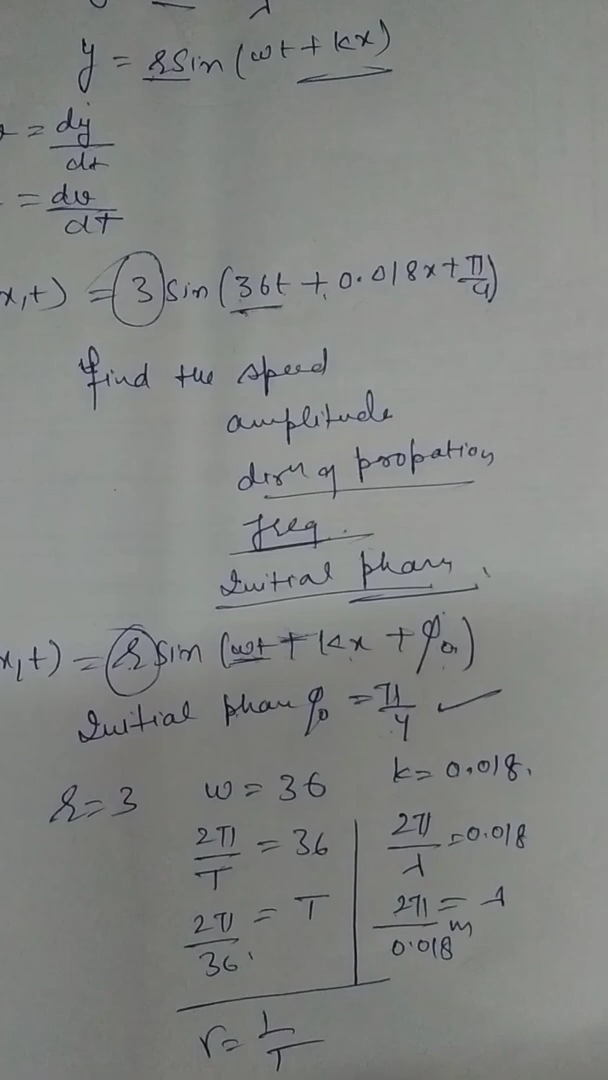 y = r sin (ωt + kx)
= dy/dt
= dv/dT
x,t) = 3 sin (36t + 0.018x + π/4)
find the speed
amplitude
dirn of propation
freq.
Initial phase.
x,t) = r sin (ωt + kx + φ0)
Initial phase φ0 = π/4 ✓
r = 3 ω = 36 k = 0.018.
2π/T = 36 2π/λ = 0.018
2π/36 = T 2π/0.018 m = λ
ν = 1/T